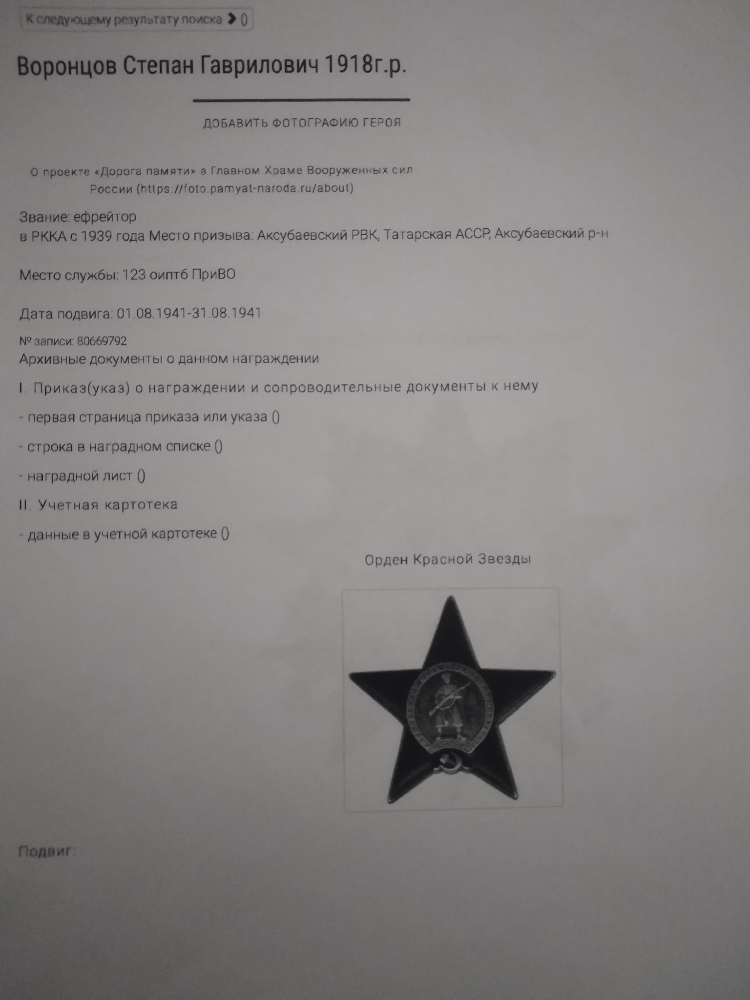 К следующему результату поиска › ()
Воронцов Степан Гаврилович 1918г.р.
ДОБАВИТЬ ФОТОГРАФИЮ ГЕРОЯ
О проекте «Дорога памяти» в Главном Храме Вооруженных сил
России (https://foto.pamyat-naroda.ru/about)
Звание: ефрейтор
в РККА с 1939 года Место призыва: Аксубаевский РВК, Татарская АССР, Аксубаевский р-н
Место службы: 123 оиптб ПриВО
Дата подвига: 01.08.1941-31.08.1941
№ записи: 80669792
Архивные документы о данном награждении
I. Приказ(указ) о награждении и сопроводительные документы к нему
- первая страница приказа или указа ()
- строка в наградном списке ()
- наградной лист ()
II. Учетная картотека
- данные в учетной картотеке ()
Орден Красной Звезды
Подвиг: